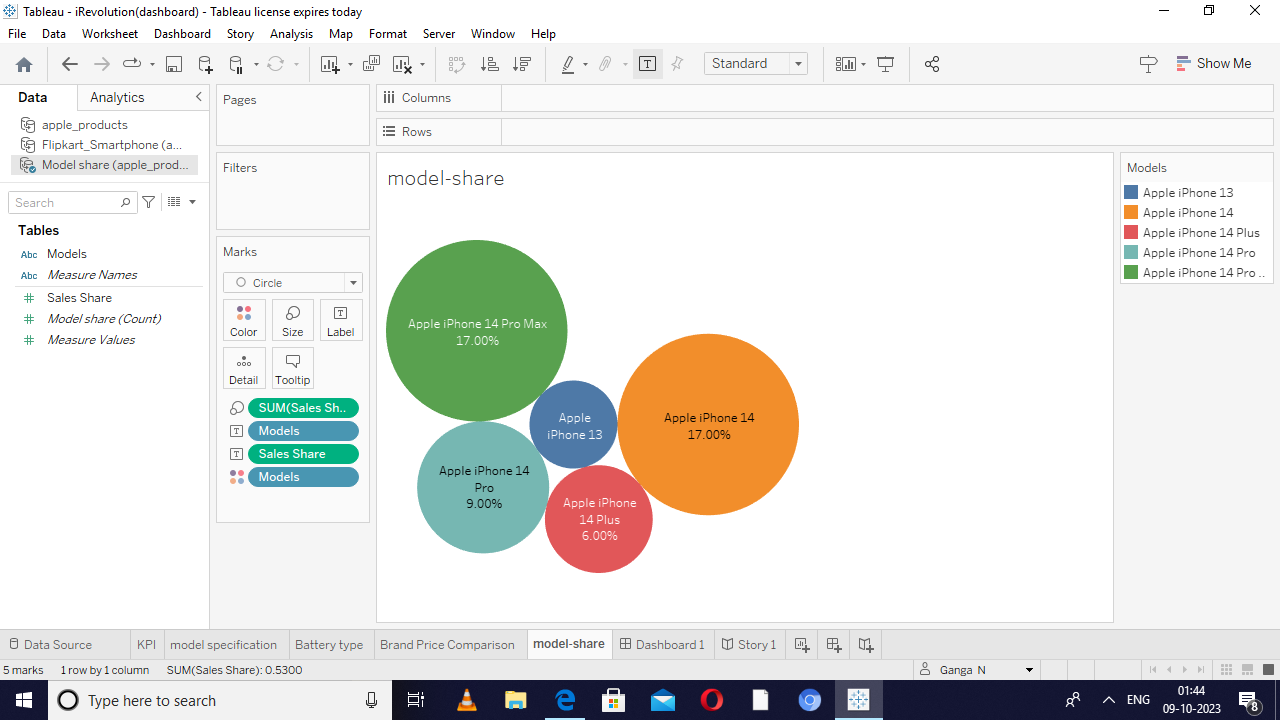 Tableau - iRevolution(dashboard) - Tableau license expires today
File Data Worksheet Dashboard Story Analysis Map Format Server Window Help
Standard
Show Me
Data Analytics
apple_products
Flipkart_Smartphone (a...
Model share (apple_prod...
Search
Tables
Abc Models
Abc Measure Names
Sales Share
Model share (Count)
Measure Values
Pages
Filters
Marks
Circle
Color Size Label
Detail Tooltip
SUM(Sales Sh..
Models
Sales Share
Models
Columns
Rows
model-share
Apple iPhone 14 Pro Max
17.00%
Apple
iPhone 13
Apple iPhone 14
17.00%
Apple iPhone 14
Pro
9.00%
Apple iPhone
14 Plus
6.00%
Models
Apple iPhone 13
Apple iPhone 14
Apple iPhone 14 Plus
Apple iPhone 14 Pro
Apple iPhone 14 Pro ..
Data Source KPI model specification Battery type Brand Price Comparison model-share Dashboard 1 Story 1
5 marks 1 row by 1 column SUM(Sales Share): 0.5300 Ganga N
Type here to search
ENG
01:44
09-10-2023
8